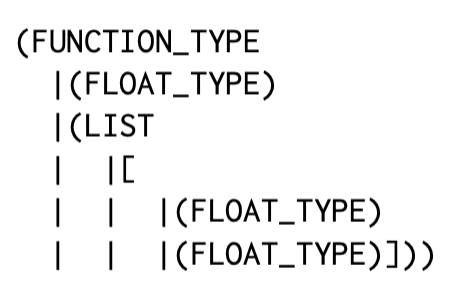 (FUNCTION_TYPE
  |(FLOAT_TYPE)
  |(LIST
  |  |[
  |  |  |(FLOAT_TYPE)
  |  |  |(FLOAT_TYPE)]))